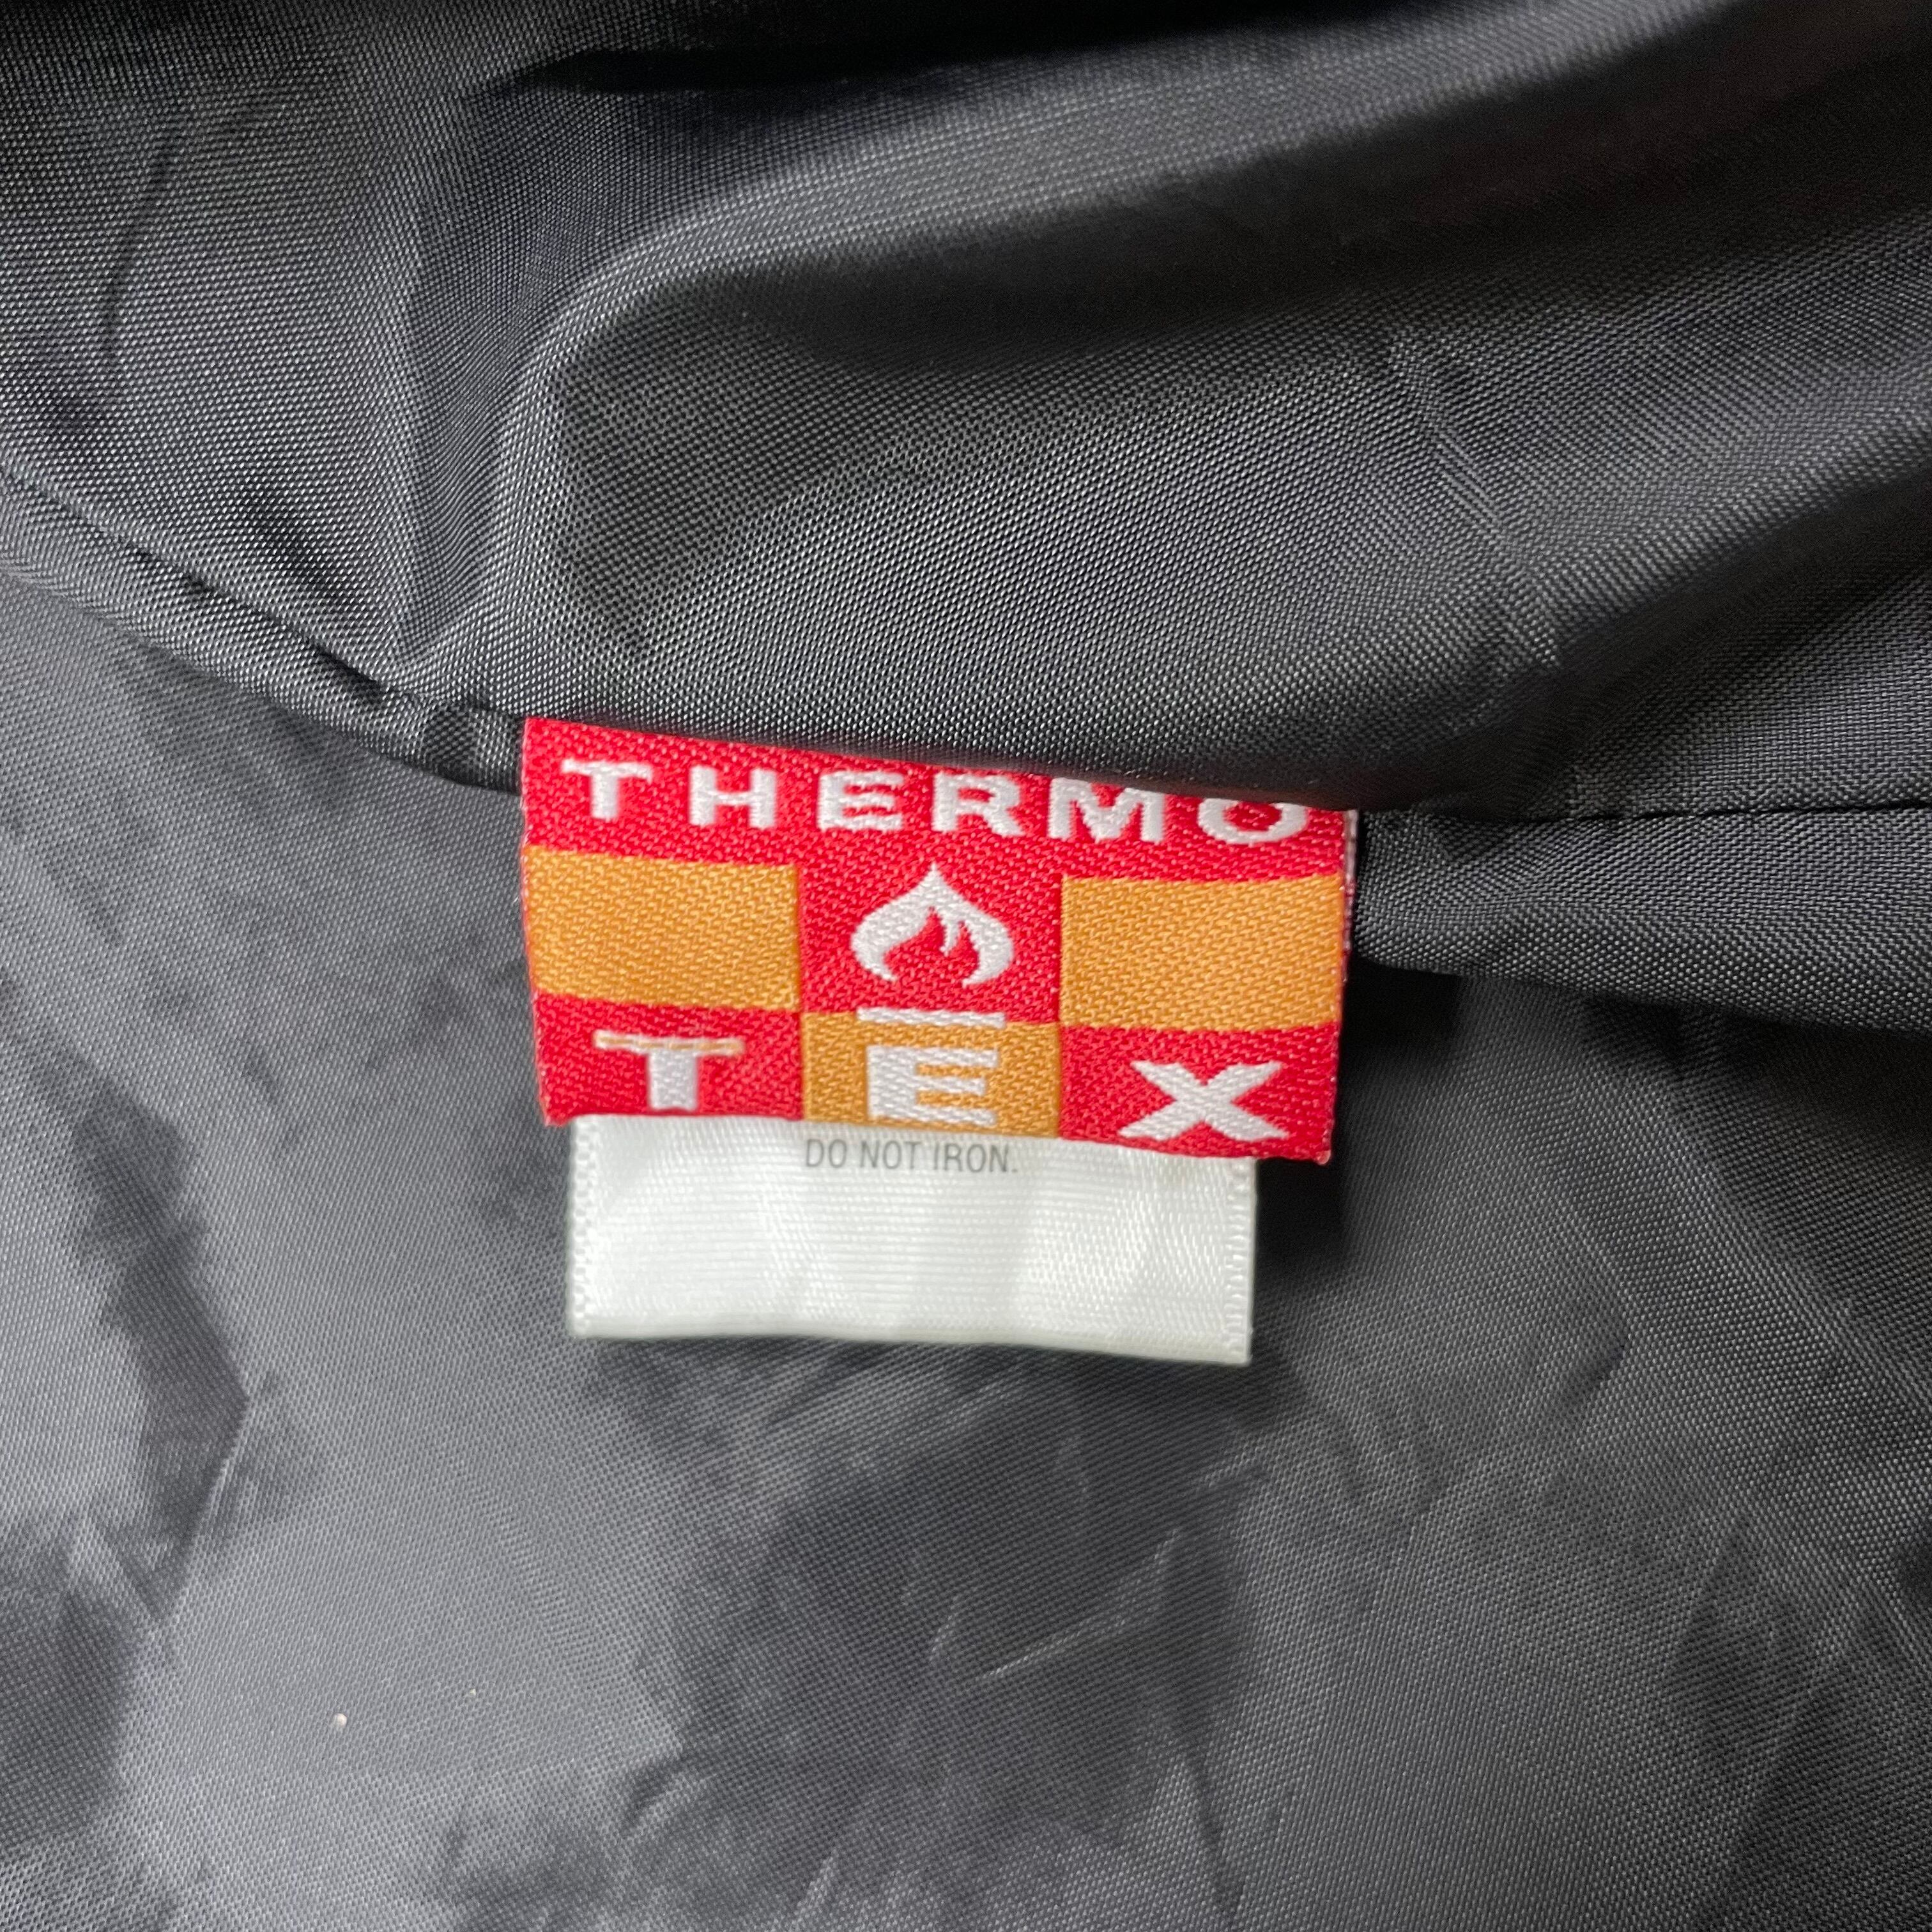 THERMO
TEX
DO NOT IRON.